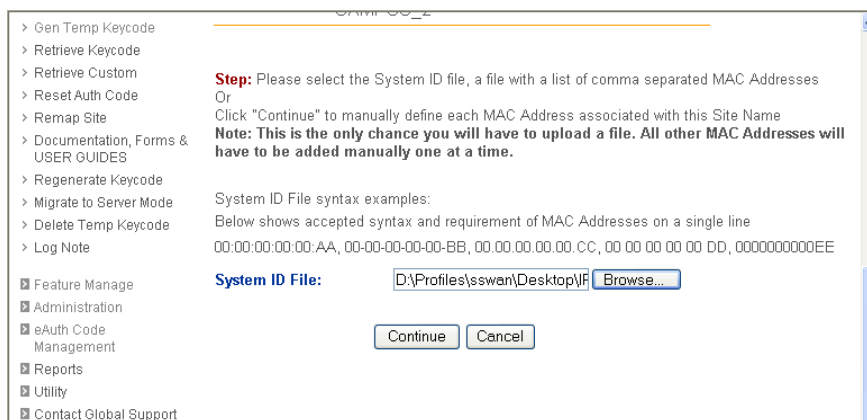 > Gen Temp Keycode
> Retrieve Keycode
> Retrieve Custom
> Reset Auth Code
> Remap Site
> Documentation, Forms &
USER GUIDES
> Regenerate Keycode
> Migrate to Server Mode
> Delete Temp Keycode
> Log Note
Feature Manage
Administration
eAuth Code
Management
Reports
Utility
Contact Global Support
Step: Please select the System ID file, a file with a list of comma separated MAC Addresses
Or
Click "Continue" to manually define each MAC Address associated with this Site Name
Note: This is the only chance you will have to upload a file. All other MAC Addresses will
have to be added manually one at a time.
System ID File syntax examples:
Below shows accepted syntax and requirement of MAC Addresses on a single line
00:00:00:00:00:AA, 00-00-00-00-00-BB, 00.00.00.00.00.CC, 00 00 00 00 00 DD, 0000000000EE
System ID File: D:\Profiles\sswan\Desktop\IF Browse...
Continue Cancel